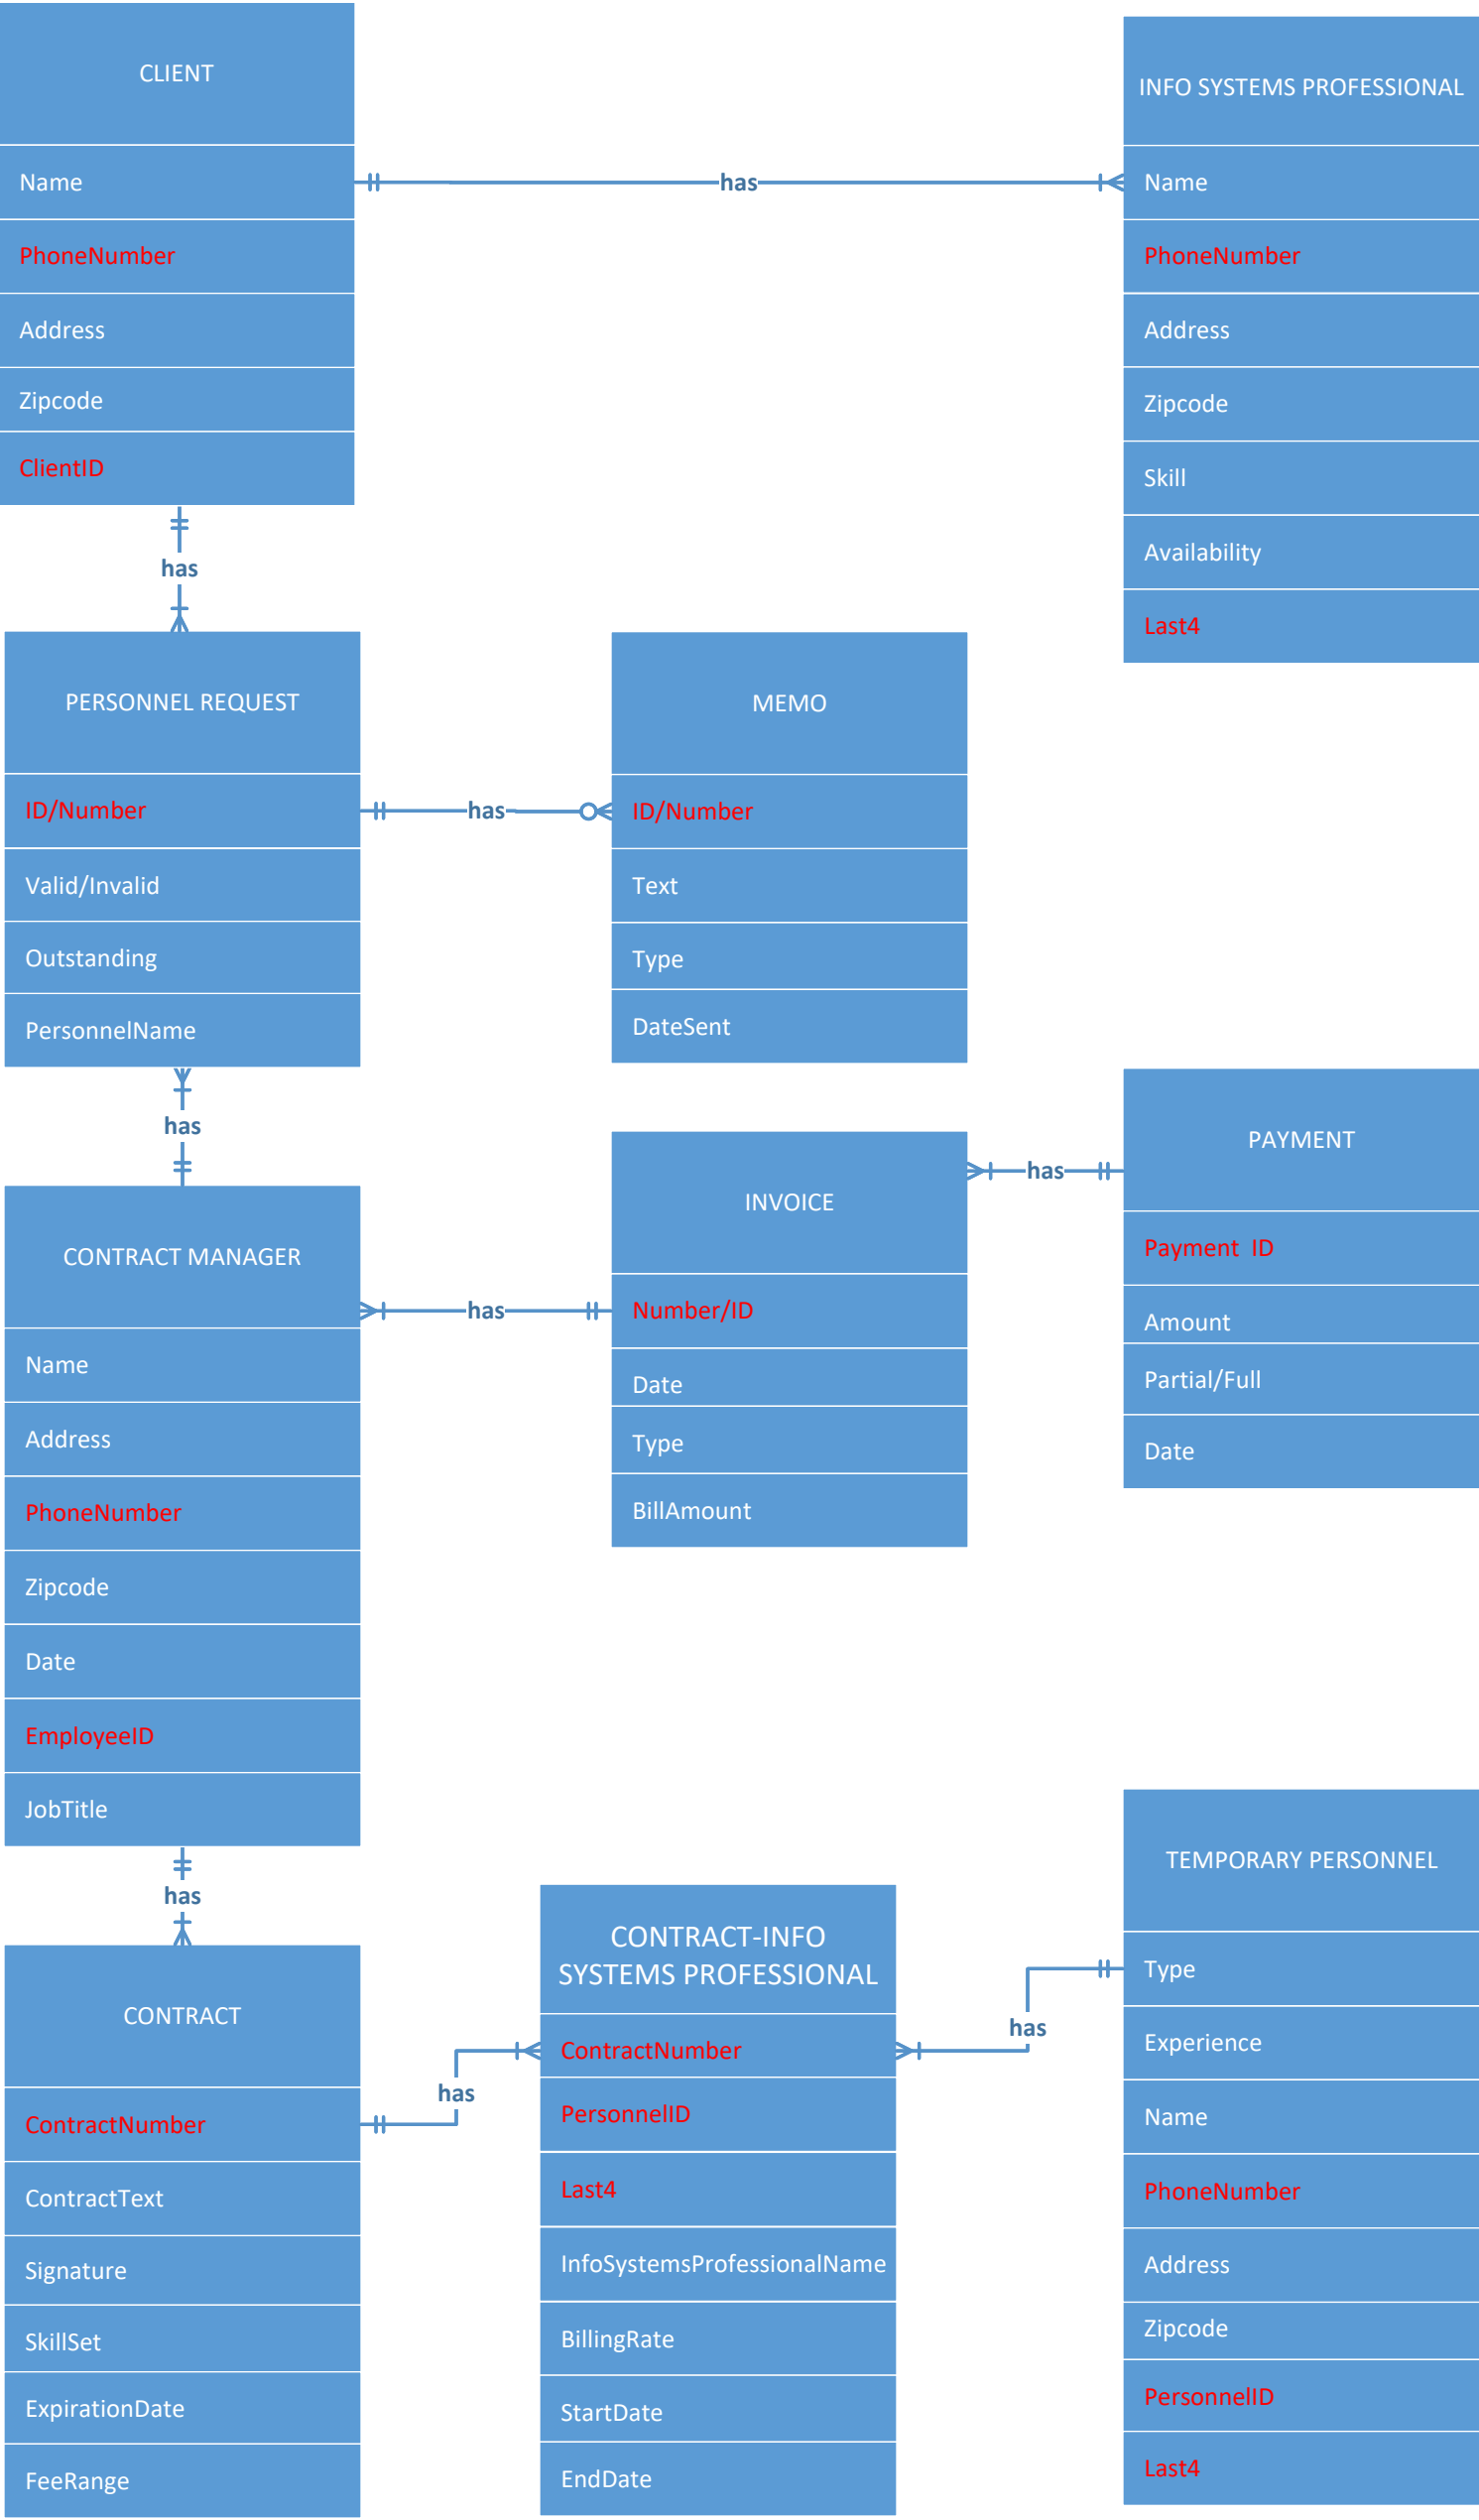 CLIENT
Name
PhoneNumber
Address
Zipcode
ClientID
has
INFO SYSTEMS PROFESSIONAL
Name
PhoneNumber
Address
Zipcode
Skill
Availability
Last4
has
PERSONNEL REQUEST
ID/Number
Valid/Invalid
Outstanding
PersonnelName
has
MEMO
ID/Number
Text
Type
DateSent
has
CONTRACT MANAGER
Name
Address
PhoneNumber
Zipcode
Date
EmployeeID
JobTitle
has
INVOICE
Number/ID
Date
Type
BillAmount
has
PAYMENT
Payment ID
Amount
Partial/Full
Date
has
CONTRACT
ContractNumber
ContractText
Signature
SkillSet
ExpirationDate
FeeRange
has
CONTRACT-INFO
SYSTEMS PROFESSIONAL
ContractNumber
PersonnelID
Last4
InfoSystemsProfessionalName
BillingRate
StartDate
EndDate
has
TEMPORARY PERSONNEL
Type
Experience
Name
PhoneNumber
Address
Zipcode
PersonnelID
Last4